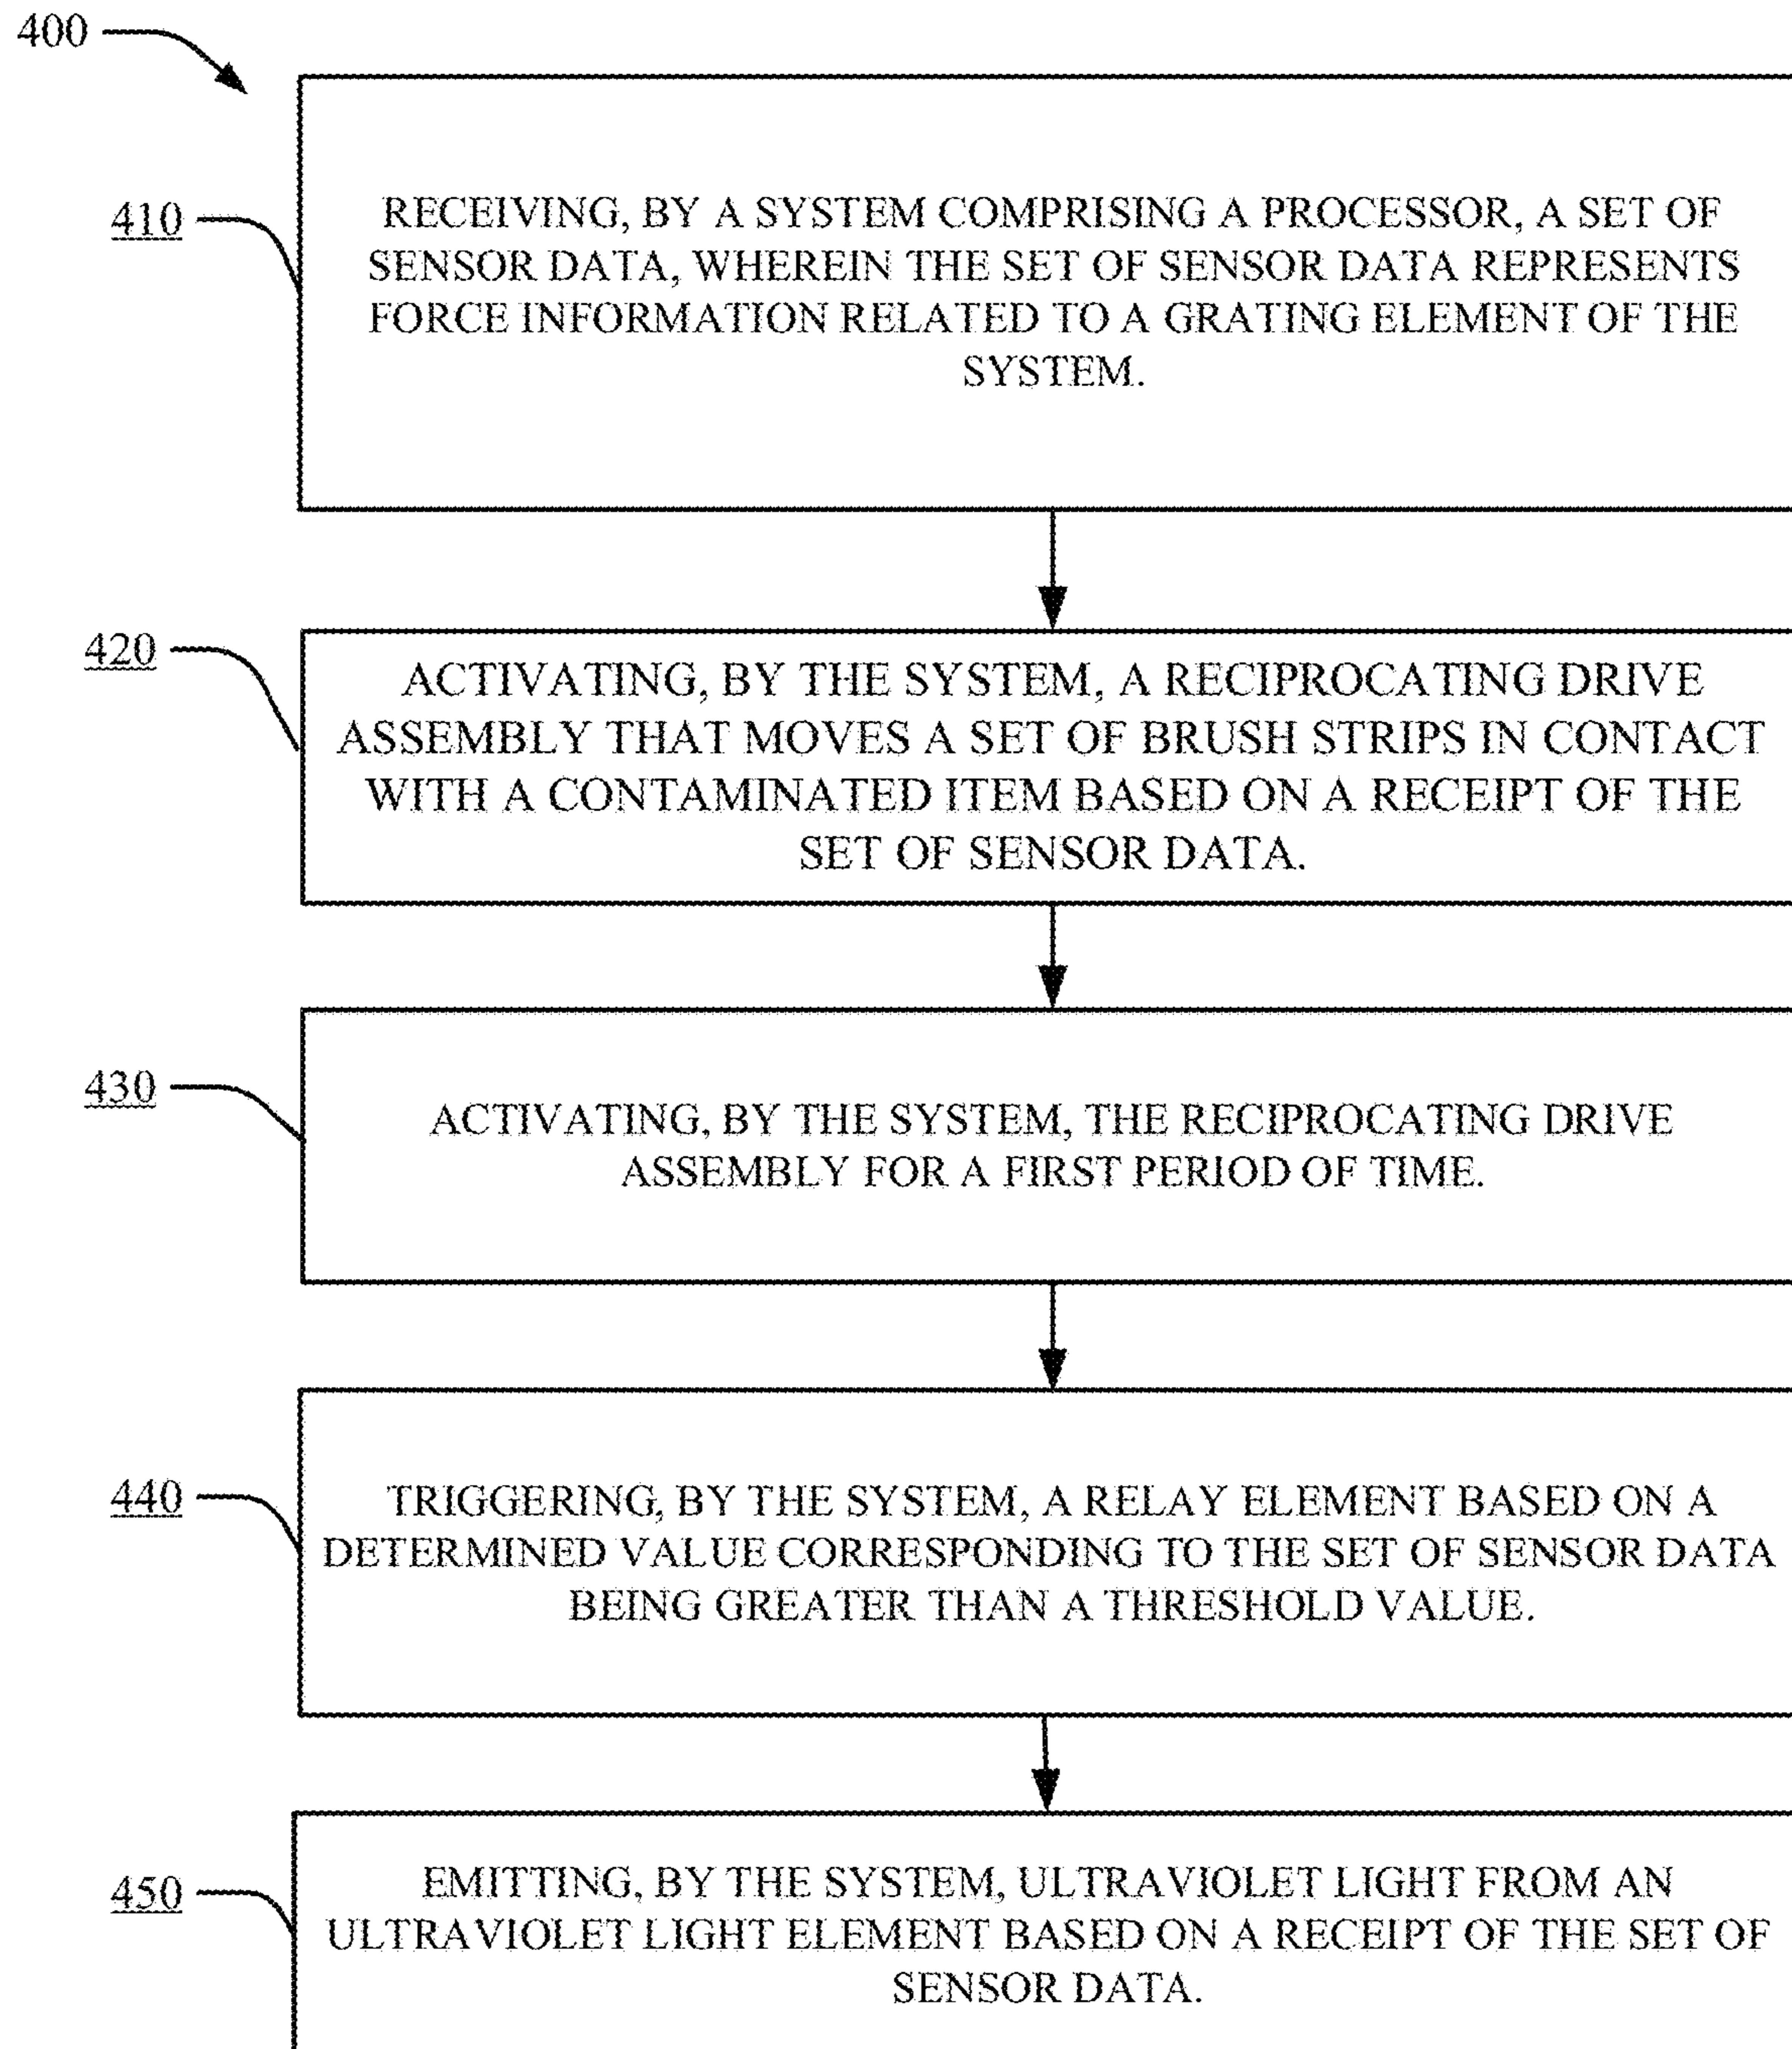 400
410
RECEIVING, BY A SYSTEM COMPRISING A PROCESSOR, A SET OF
SENSOR DATA, WHEREIN THE SET OF SENSOR DATA REPRESENTS
FORCE INFORMATION RELATED TO A GRATING ELEMENT OF THE
SYSTEM.
420
ACTIVATING, BY THE SYSTEM, A RECIPROCATING DRIVE
ASSEMBLY THAT MOVES A SET OF BRUSH STRIPS IN CONTACT
WITH A CONTAMINATED ITEM BASED ON A RECEIPT OF THE
SET OF SENSOR DATA.
430
ACTIVATING, BY THE SYSTEM, THE RECIPROCATING DRIVE
ASSEMBLY FOR A FIRST PERIOD OF TIME.
440
TRIGGERING, BY THE SYSTEM, A RELAY ELEMENT BASED ON A
DETERMINED VALUE CORRESPONDING TO THE SET OF SENSOR DATA
BEING GREATER THAN A THRESHOLD VALUE.
450
EMITTING, BY THE SYSTEM, ULTRAVIOLET LIGHT FROM AN
ULTRAVIOLET LIGHT ELEMENT BASED ON A RECEIPT OF THE SET OF
SENSOR DATA.